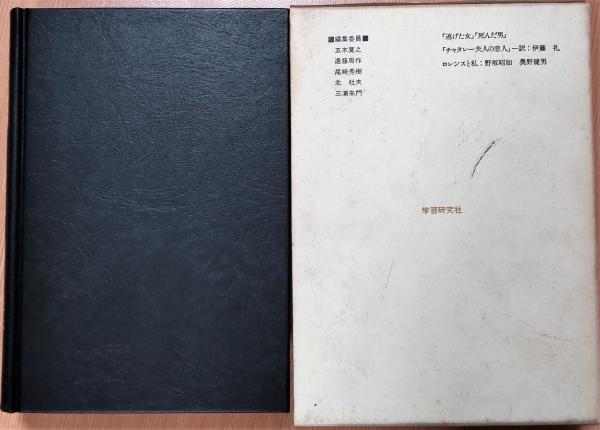 ■編集委員■
五木寛之
遠藤周作
尾崎秀樹
北 杜夫
三浦朱門
「逃げた女」「死んだ男」
「チャタレー夫人の恋人」―訳：伊藤 礼
ロレンスと私：野坂昭如 奥野健男
学習研究社